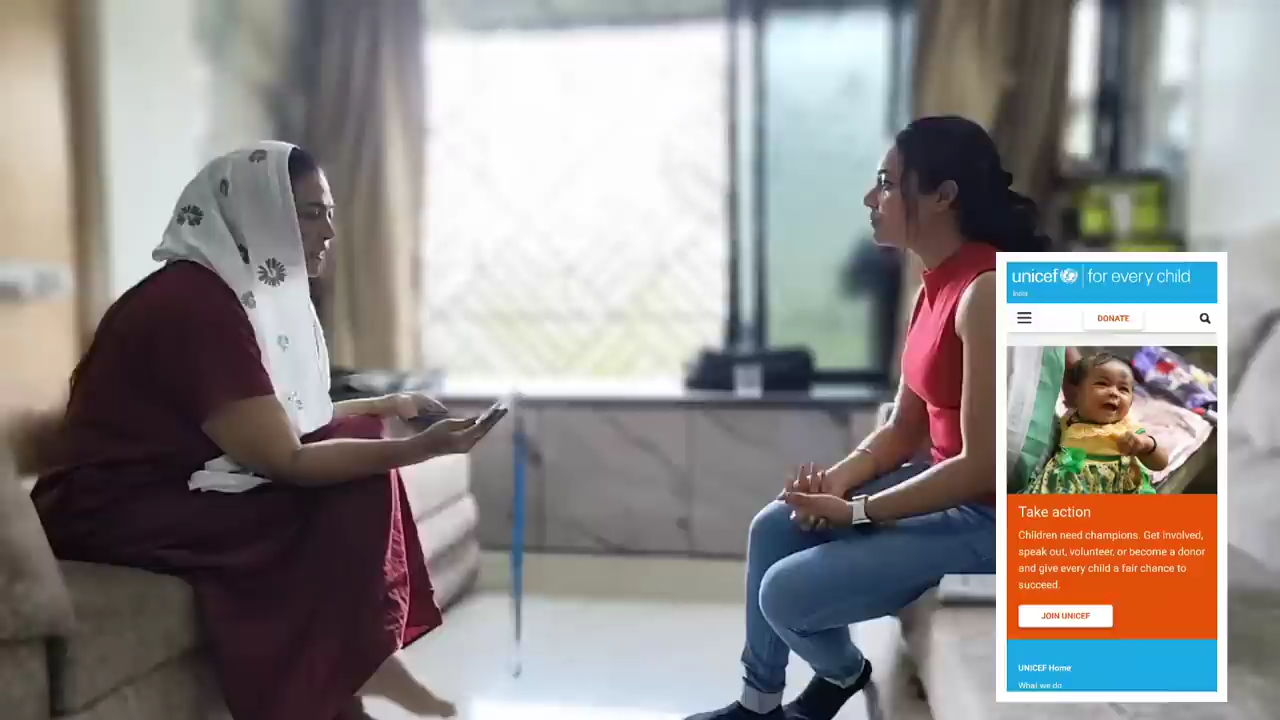 unicef for every child
India
DONATE
Take action
Children need champions. Get involved,
speak out, volunteer, or become a donor
and give every child a fair chance to
succeed.
JOIN UNICEF
UNICEF Home
What we do